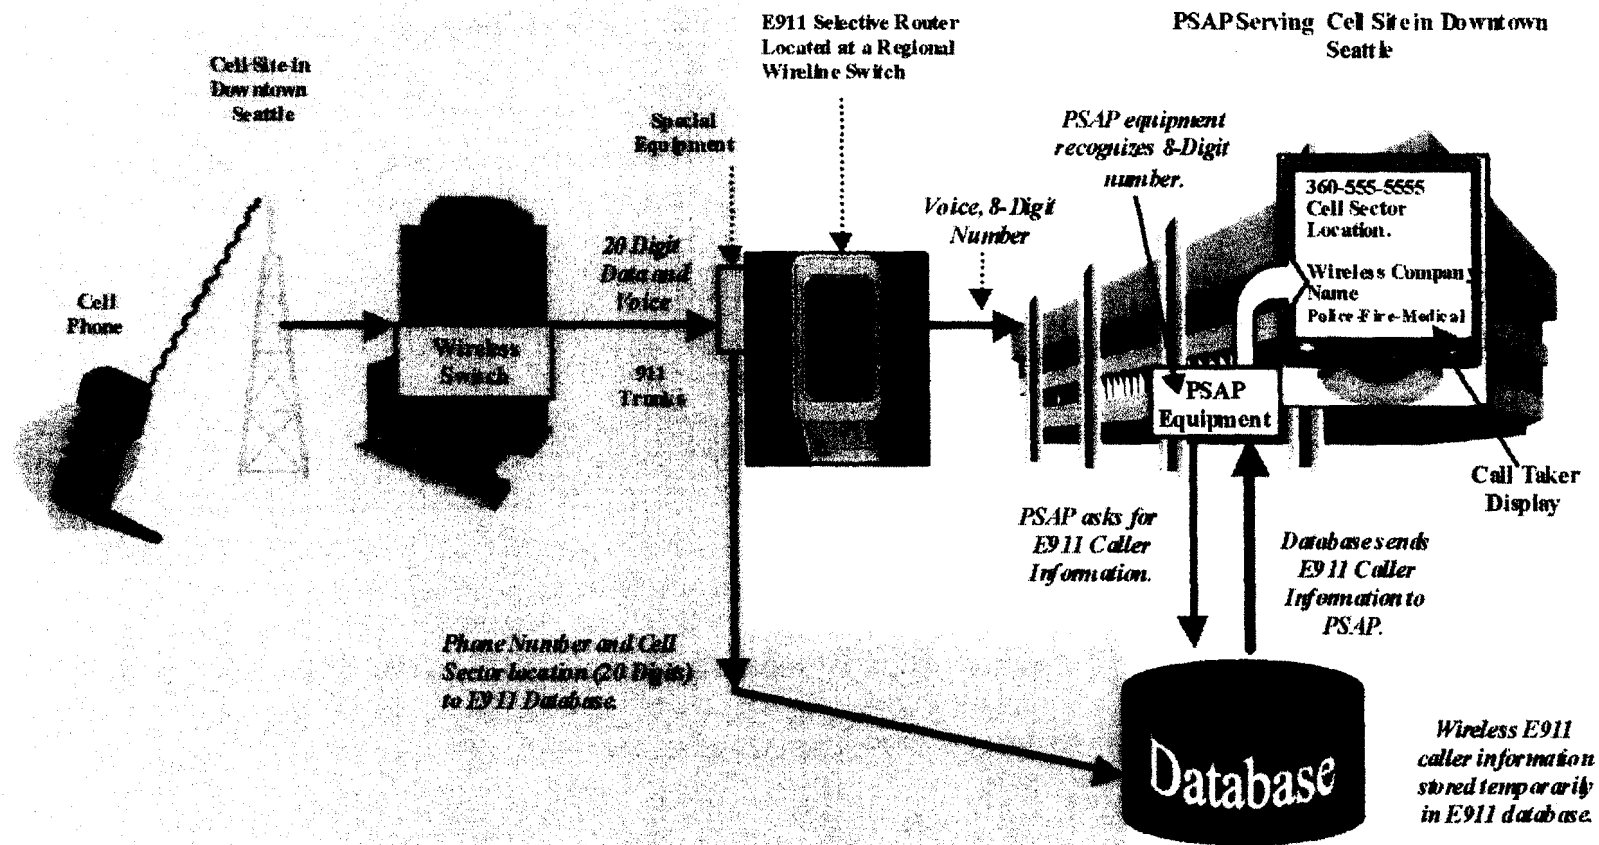 E911 Selective Router
Located at a Regional
Wireline Switch
PSAP Serving Cell Site in Downtown
Seattle
Cell Site in
Downtown
Seattle
Special
Equipment
PSAP equipment
recognizes 8-Digit
number.
Voice, 8-Digit
Number
20 Digit
Data and
Voice
Cell
Phone
Wireless
Switch
911
Trunks
360-555-5555
Cell Sector
Location.
Wireless Company
Name
Police-Fire-Medical
PSAP
Equipment
Call Taker
Display
PSAP asks for
E911 Caller
Information.
Database sends
E911 Caller
Information to
PSAP.
Phone Number and Cell
Sector location (20 Digits)
to E911 Database.
Database
Wireless E911
caller information
stored temporarily
in E911 database.